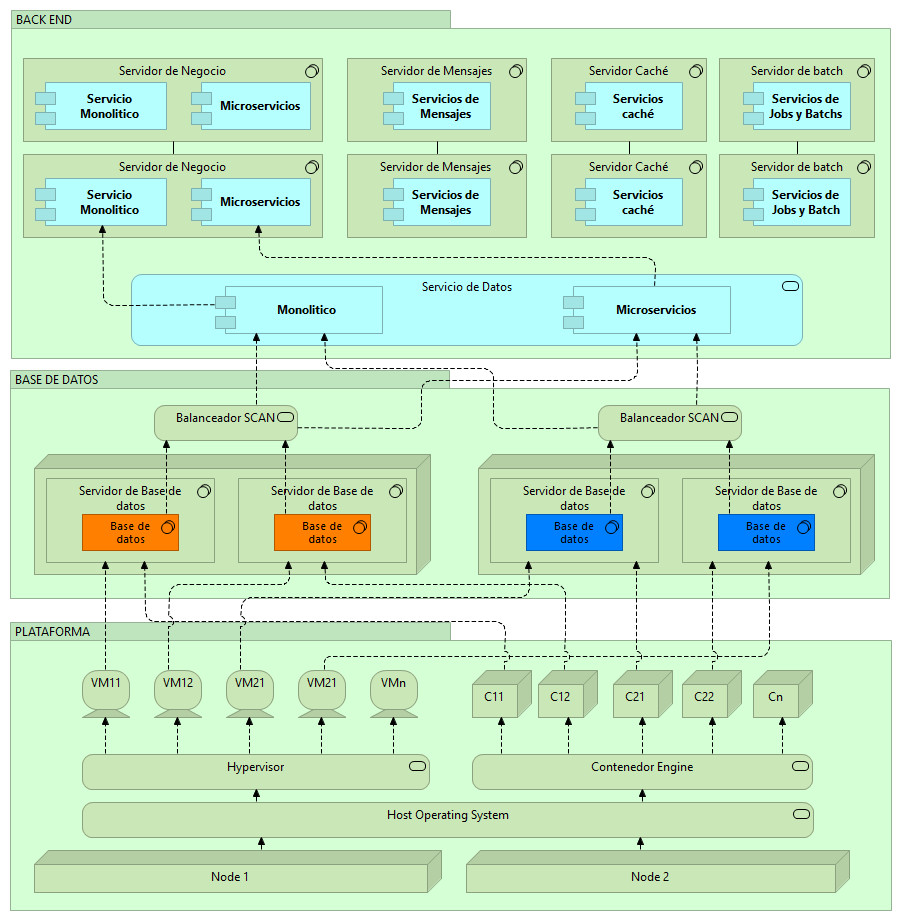 BACK END
Servidor de Negocio
Servicio
Monolitico
Microservicios
Servidor de Mensajes
Servicios de
Mensajes
Servidor Caché
Servicios
caché
Servidor de batch
Servicios de
Jobs y Batchs
Servidor de Negocio
Servicio
Monolitico
Microservicios
Servidor de Mensajes
Servicios de
Mensajes
Servidor Caché
Servicios
caché
Servidor de batch
Servicios de
Jobs y Batch
Servicio de Datos
Monolitico
Microservicios
BASE DE DATOS
Balanceador SCAN
Balanceador SCAN
Servidor de Base de
datos
Base de
datos
Servidor de Base de
datos
Base de
datos
Servidor de Base de
datos
Base de
datos
Servidor de Base de
datos
Base de
datos
PLATAFORMA
VM11
VM12
VM21
VM21
VMn
C11
C12
C21
C22
Cn
Hypervisor
Contenedor Engine
Host Operating System
Node 1
Node 2